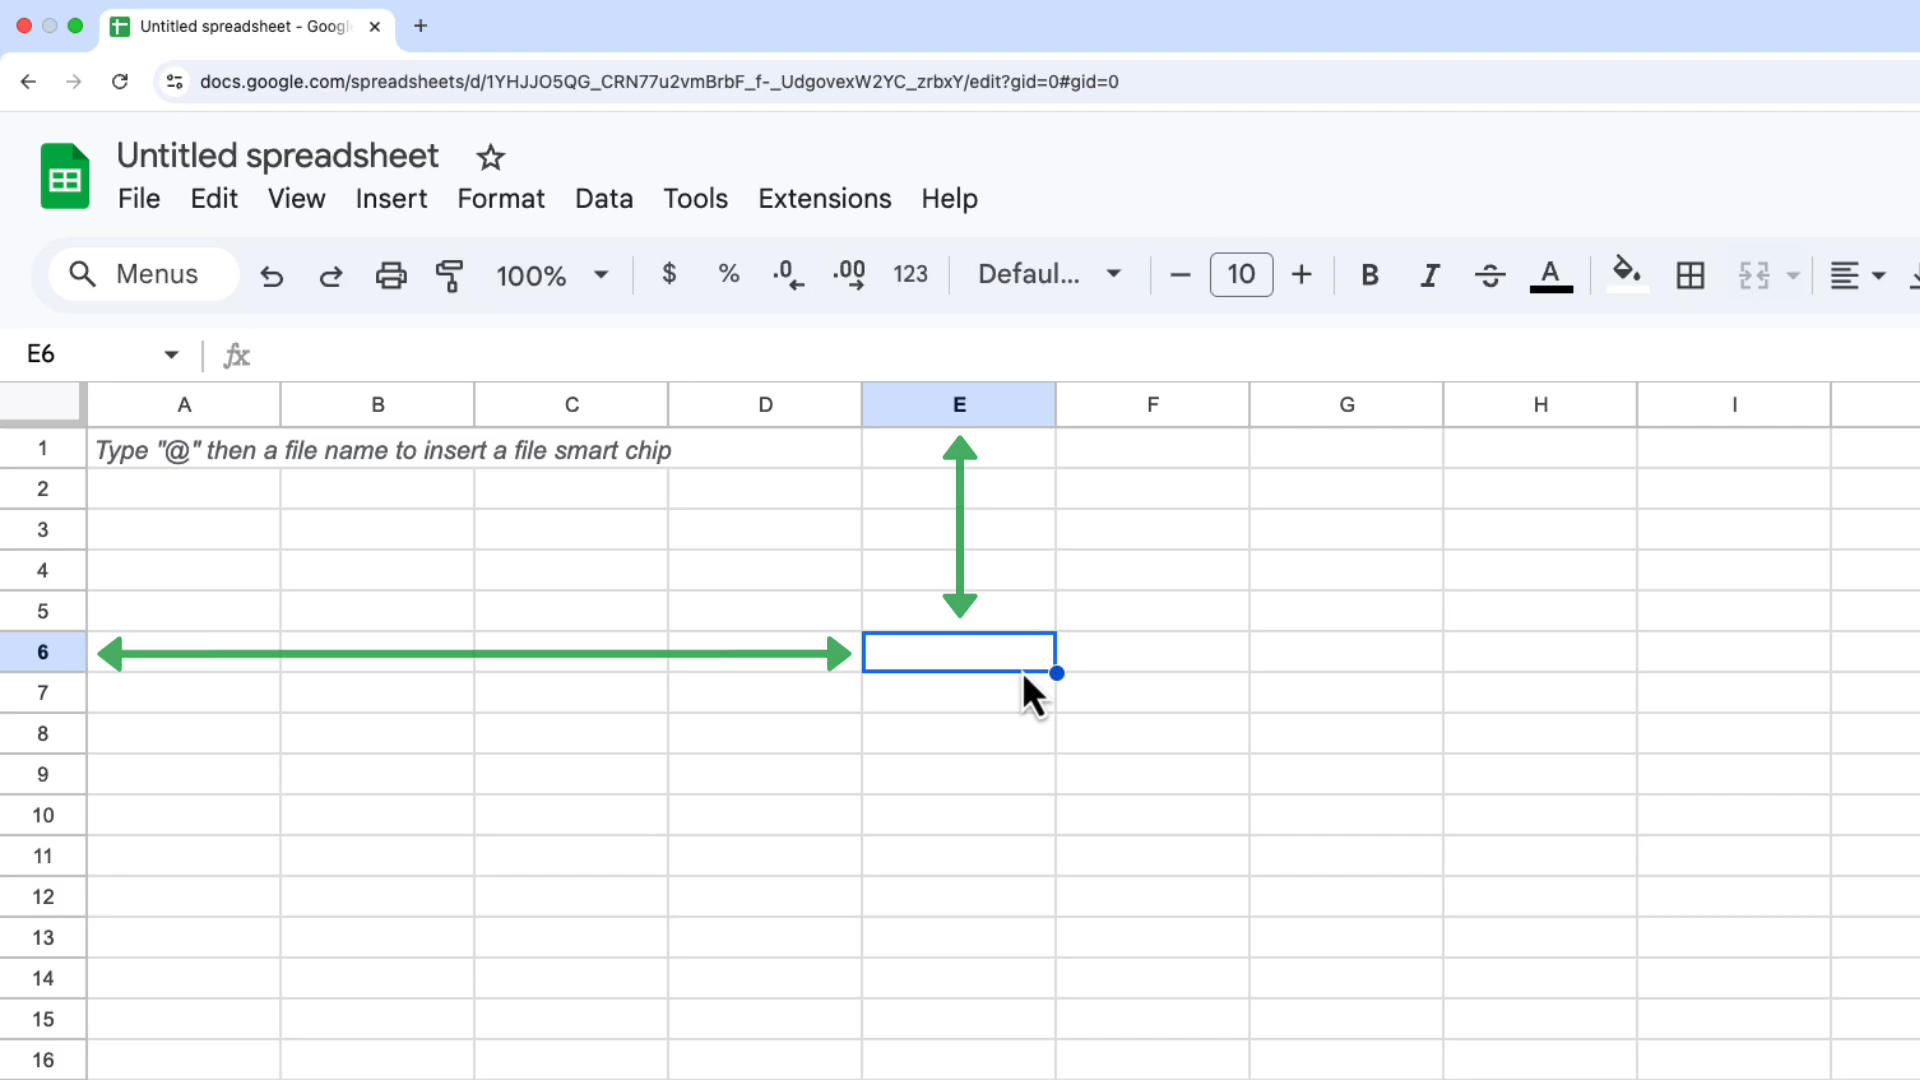 Untitled spreadsheet - Googl
docs.google.com/spreadsheets/d/1YHJJO5QG_CRN77u2vmBrbF_f-_UdgovexW2YC_zrbxY/edit?gid=0#gid=0
Untitled spreadsheet
File Edit View Insert Format Data Tools Extensions Help
Menus 100% $ % .0 .00 123 Defaul... 10 B I S A
E6 fx
A B C D E F G H I
1 Type "@" then a file name to insert a file smart chip
2
3
4
5
6
7
8
9
10
11
12
13
14
15
16